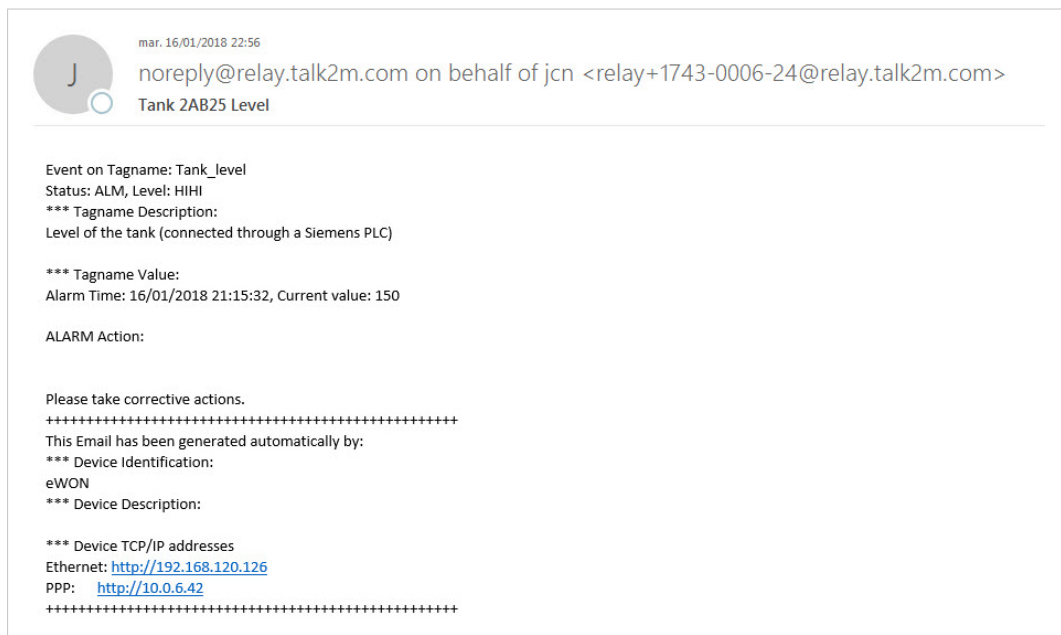 mar. 16/01/2018 22:56
J
noreply@relay.talk2m.com on behalf of jcn <relay+1743-0006-24@relay.talk2m.com>
Tank 2AB25 Level
Event on Tagname: Tank_level
Status: ALM, Level: HIHI
*** Tagname Description:
Level of the tank (connected through a Siemens PLC)
*** Tagname Value:
Alarm Time: 16/01/2018 21:15:32, Current value: 150
ALARM Action:
Please take corrective actions.
+++++++++++++++++++++++++++++++++++++++++++++++++++
This Email has been generated automatically by:
*** Device Identification:
eWON
*** Device Description:
*** Device TCP/IP addresses
Ethernet: http://192.168.120.126
PPP: http://10.0.6.42
+++++++++++++++++++++++++++++++++++++++++++++++++++